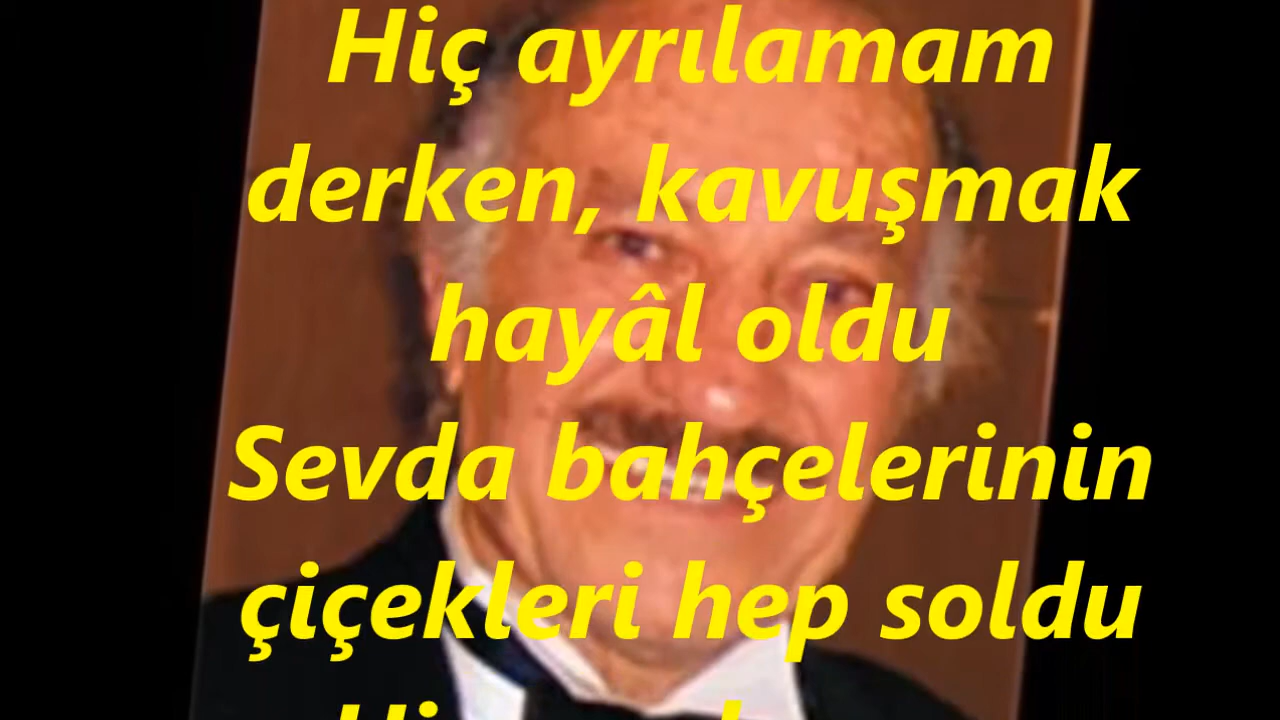 Hiç ayrılamam
derken, kavuşmak
hayâl oldu
Sevda bahçelerinin
çiçekleri hep soldu